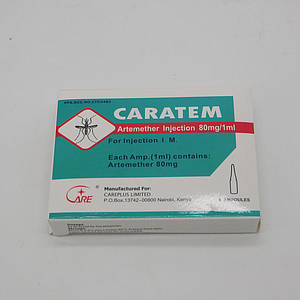 CARATEM
Artemether Injection 80mg/1ml
For Injection I. M.
Each Amp.(1ml) contains:
Artemether 80mg
CARE
Manufactured For:
CAREPLUS LIMITED
P.O.Box.13742-00800 Nairobi, Kenya
AMPOULES